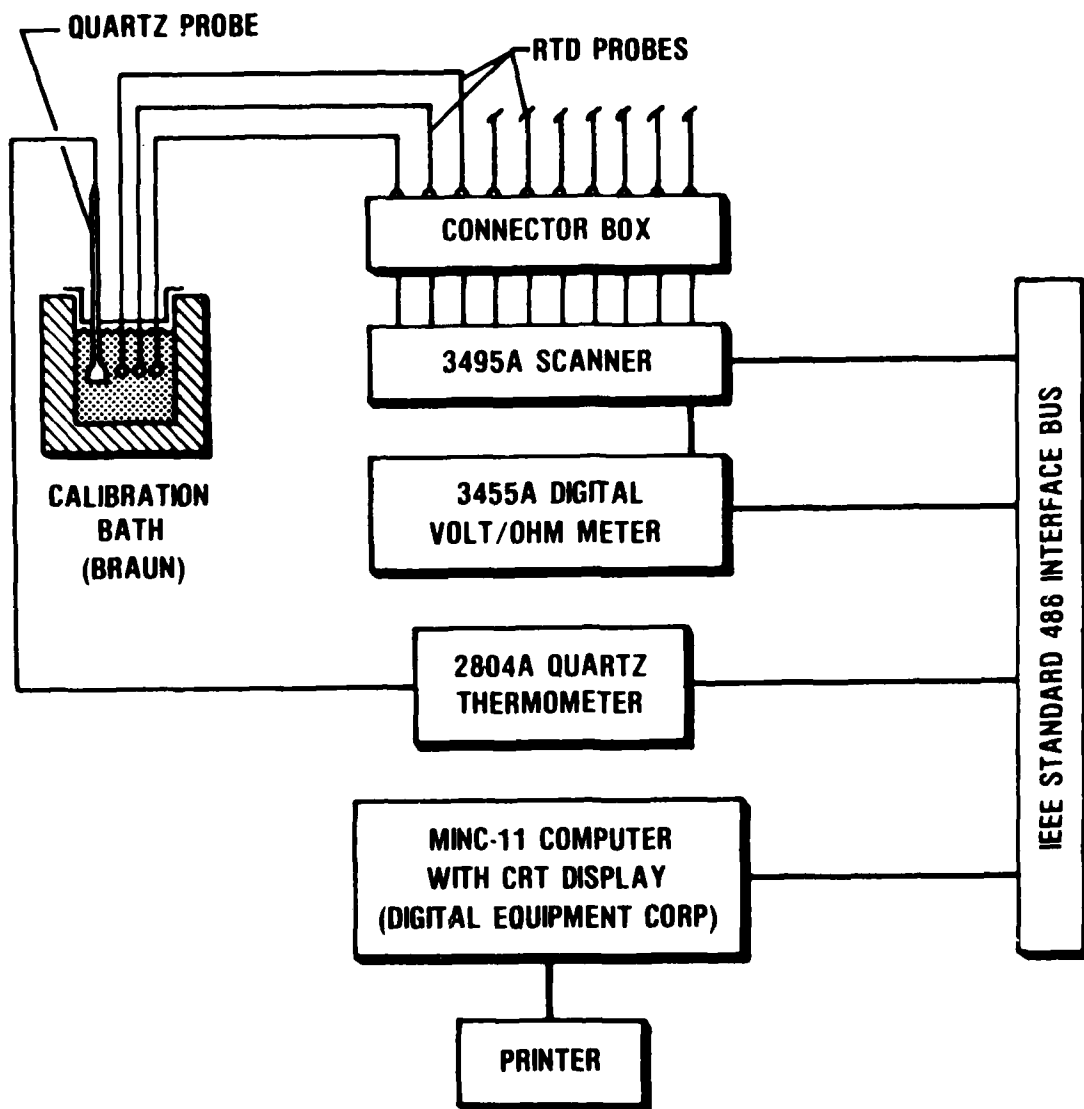 QUARTZ PROBE
RTD PROBES
CONNECTOR BOX
3495A SCANNER
3455A DIGITAL
VOLT/OHM METER
CALIBRATION
BATH
(BRAUN)
2804A QUARTZ
THERMOMETER
MINC-11 COMPUTER
WITH CRT DISPLAY
(DIGITAL EQUIPMENT CORP)
PRINTER
IEEE STANDARD 488 INTERFACE BUS